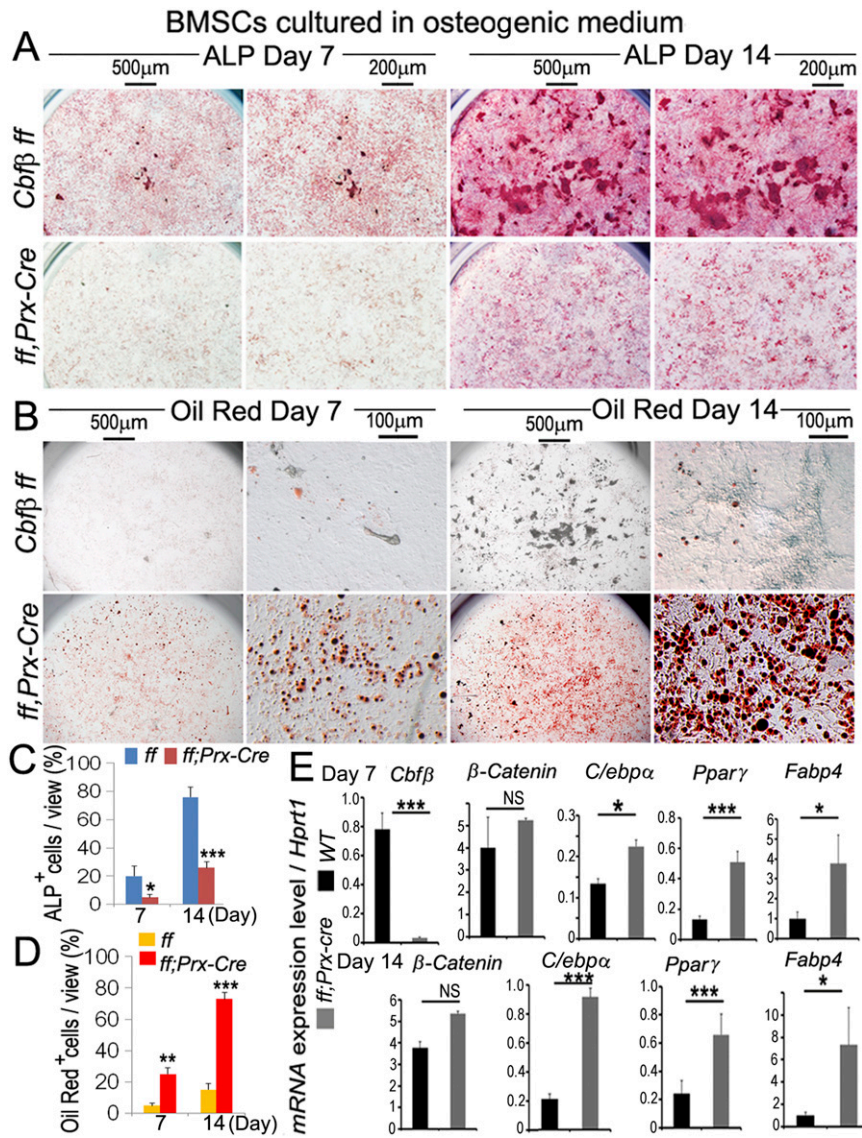 BMSCs cultured in osteogenic medium
A
ALP Day 7
ALP Day 14
500μm
200μm
500μm
200μm
Cbfβ ff
ff,Prx-Cre
B
Oil Red Day 7
Oil Red Day 14
500μm
100μm
500μm
100μm
Cbfβ ff
ff,Prx-Cre
C
ff
ff;Prx-Cre
ALP+cells / view (%)
100
80
60
40
20
0
*
***
7
14 (Day)
D
ff
ff;Prx-Cre
Oil Red+cells / view (%)
80
60
40
20
0
**
***
7
14 (Day)
E
mRNA expression level / Hprt1
WT
ff;Prx-cre
Day 7
Cbfβ
β-Catenin
C/ebpα
Pparγ
Fabp4
0.8
0.6
0.4
0.2
0
***
5
4
3
2
1
0
NS
0.3
0.2
0.1
0
*
0.8
0.6
0.4
0.2
0
***
6
5
4
3
2
1
0
*
Day 14
β-Catenin
C/ebpα
Pparγ
Fabp4
6
5
4
3
2
1
0
NS
1
0.8
0.6
0.4
0.2
0
***
1
0.8
0.6
0.4
0.2
0
***
12
10
8
6
4
2
0
*